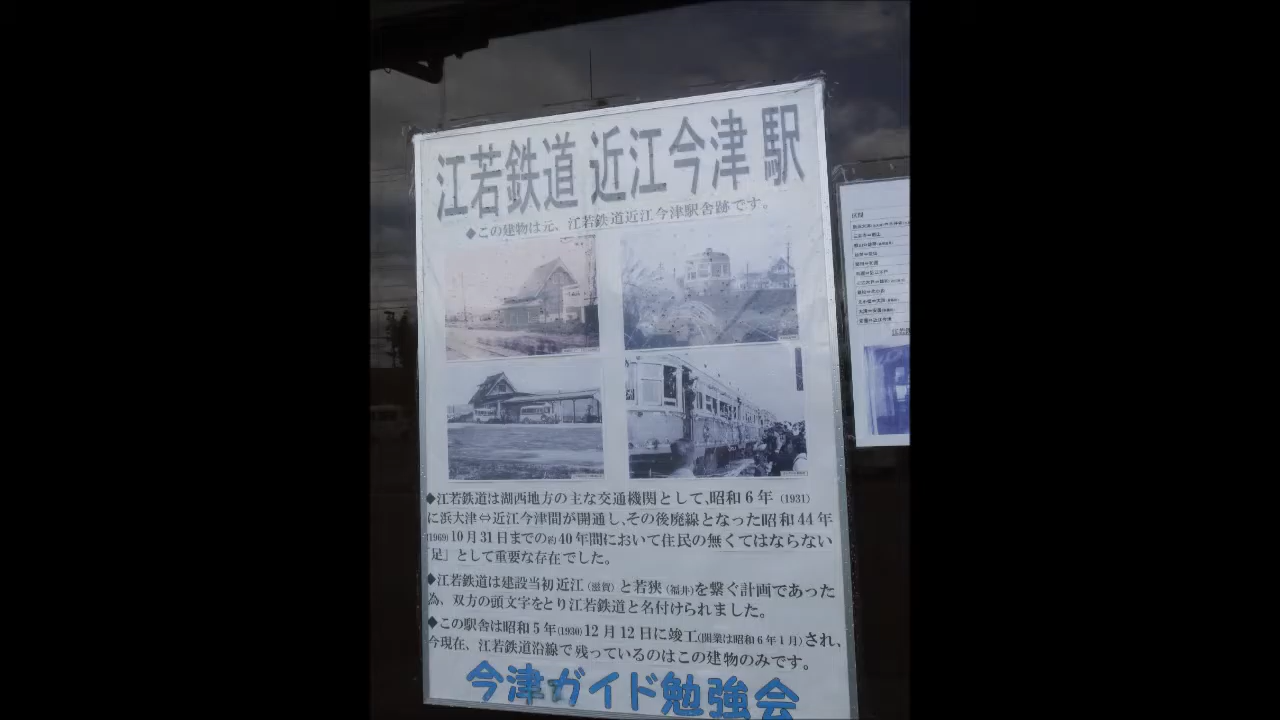 江若鉄道 近江今津 駅
◆この建物は元、江若鉄道近江今津駅舎跡です。
◆江若鉄道は湖西地方の主な交通機関として、昭和6年(1931)
に浜大津⇔近江今津間が開通し、その後廃線となった昭和44年
(1969)10月31日までの約40年間において住民の無くてはならない
「足」として重要な存在でした。
◆江若鉄道は建設当初近江(滋賀)と若狭(福井)を繋ぐ計画であった
為、双方の頭文字をとり江若鉄道と名付けられました。
◆この駅舎は昭和5年(1930)12月12日に竣工(開業は昭和6年1月)され、
今現在、江若鉄道沿線で残っているのはこの建物のみです。
今津ガイド勉強会
区間